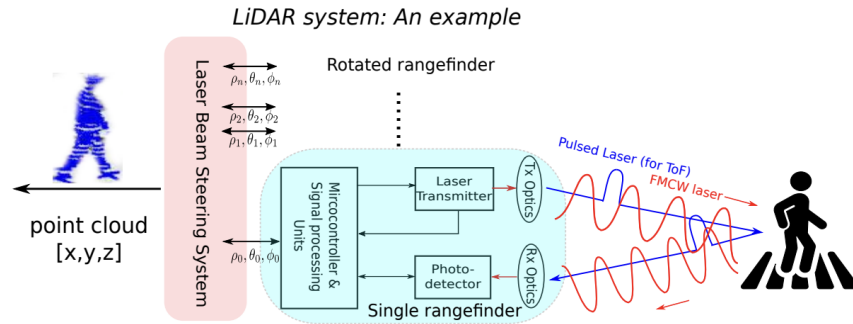 LiDAR system: An example
Laser Beam Steering System
ρₙ, θₙ, ϕₙ
Rotated rangefinder
ρ₂, θ₂, ϕ₂
ρ₁, θ₁, ϕ₁
Pulsed Laser (for ToF)
FMCW laser
Mircocontroller &
Signal processing
Units
Laser
Transmitter
Tx Optics
point cloud
[x,y,z]
ρ₀, θ₀, ϕ₀
Photo-
detector
Rx Optics
Single rangefinder